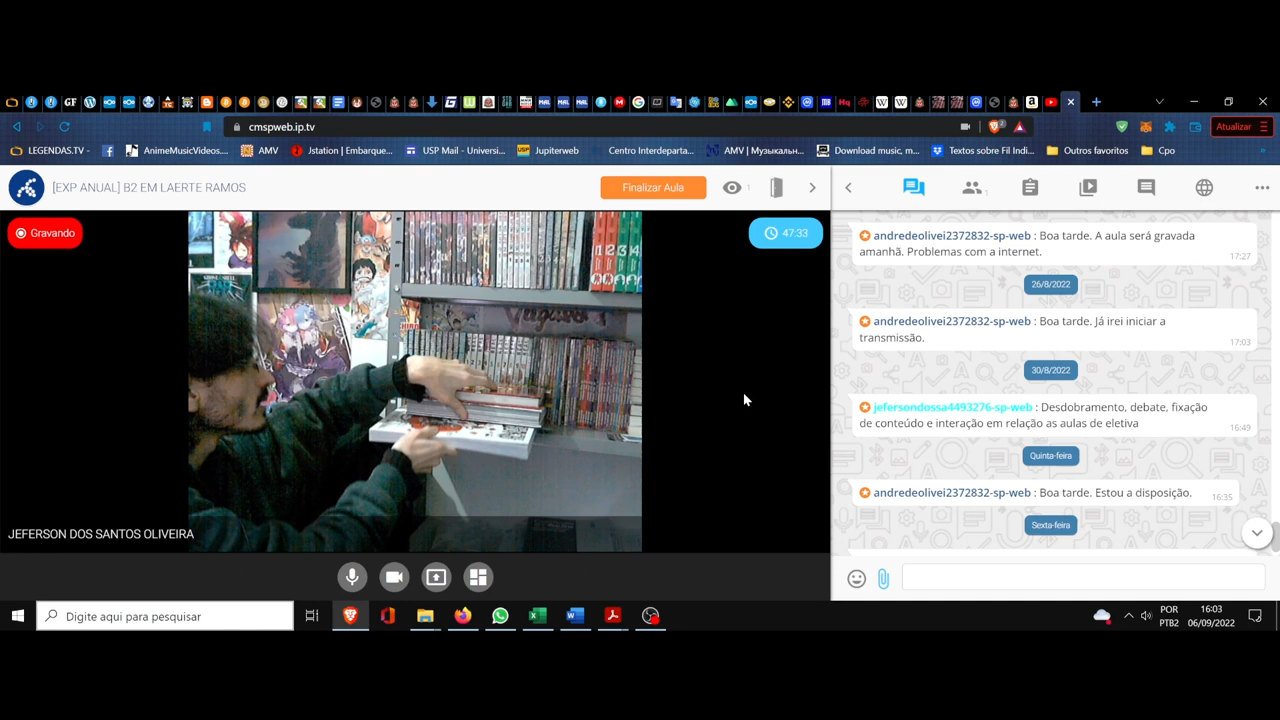 cmspweb.ip.tv
2
Atualizar
LEGENDAS.TV -
AnimeMusicVideos...
AMV
Jstation | Embarque...
USP Mail - Universi...
Jupiterweb
Centro Interdeparta...
AMV | Музыкальн...
Download music, m...
Textos sobre Fil Indi...
Outros favoritos
Cpo
[EXP ANUAL] B2 EM LAERTE RAMOS
Finalizar Aula
1
1
Gravando
47:33
JEFERSON DOS SANTOS OLIVEIRA
andredeolivei2372832-sp-web : Boa tarde. A aula será gravada
amanhã. Problemas com a internet.
17:27
26/8/2022
andredeolivei2372832-sp-web : Boa tarde. Já irei iniciar a
transmissão.
17:03
30/8/2022
jefersondossa4493276-sp-web : Desdobramento, debate, fixação
de conteúdo e interação em relação as aulas de eletiva
16:49
Quinta-feira
andredeolivei2372832-sp-web : Boa tarde. Estou a disposição.
16:35
Sexta-feira
Digite aqui para pesquisar
POR
PTB2
16:03
06/09/2022